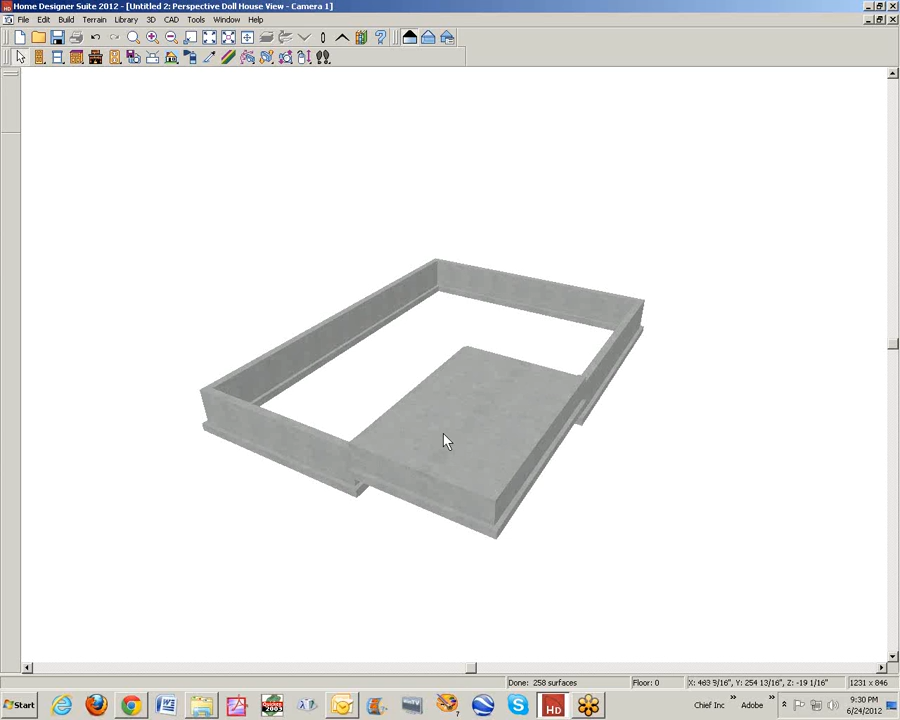 Home Designer Suite 2012 - [Untitled 2: Perspective Doll House View - Camera 1]
File Edit Build Terrain Library 3D CAD Tools Window Help
Done: 258 surfaces Floor: 0 X: 463 9/16", Y: 254 13/16", Z: -19 1/16" 1231 x 846
Start Chief Inc » Adobe » 9:30 PM
6/24/2012